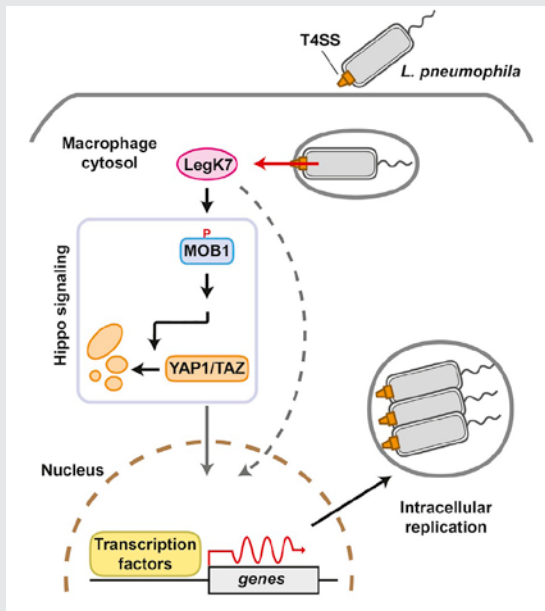 T4SS
L. pneumophila
Macrophage
cytosol
LegK7
P
MOB1
Hippo signaling
YAP1/TAZ
Nucleus
Intracellular
replication
Transcription
factors
genes